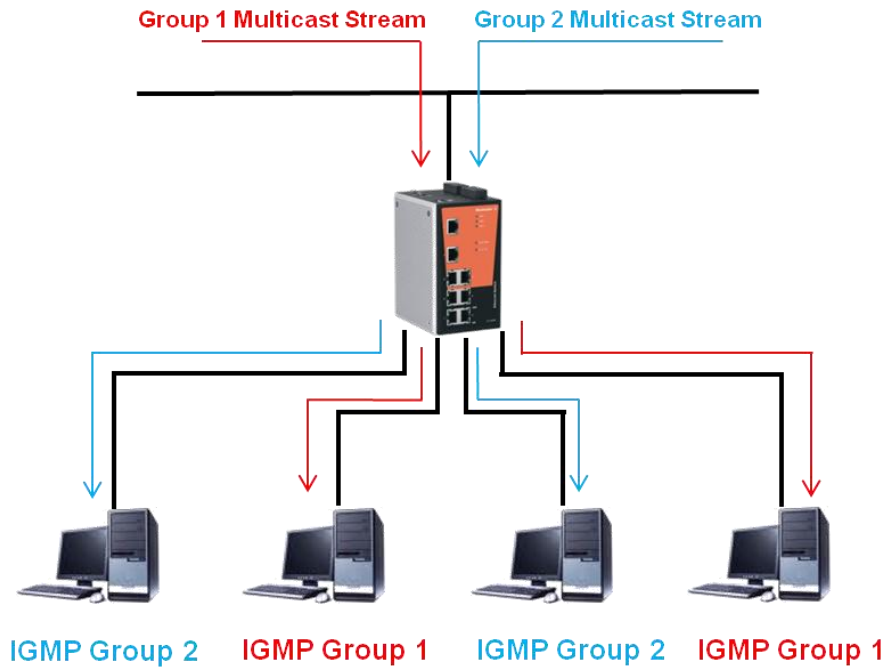 Group 1 Multicast Stream
Group 2 Multicast Stream
IGMP Group 2
IGMP Group 1
IGMP Group 2
IGMP Group 1